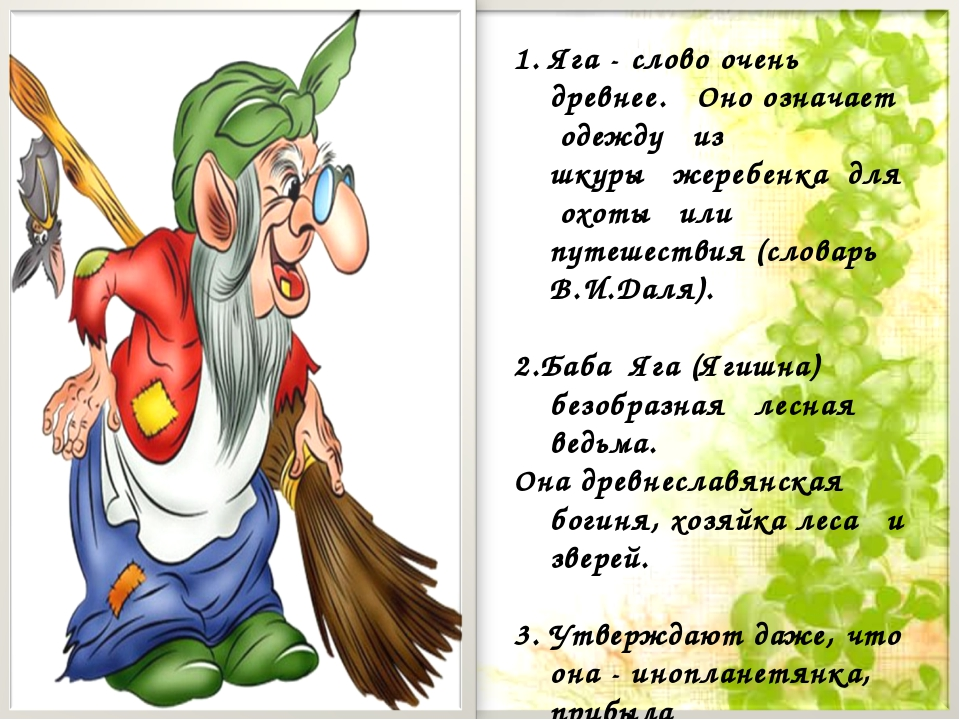 1. Яга - слово очень
древнее. Оно означает
одежду из
шкуры жеребенка для
охоты или
путешествия (словарь
В.И.Даля).
2.Баба Яга (Ягишна)
безобразная лесная
ведьма.
Она древнеславянская
богиня, хозяйка леса и
зверей.
3. Утверждают даже, что
она - инопланетянка,
прибыла